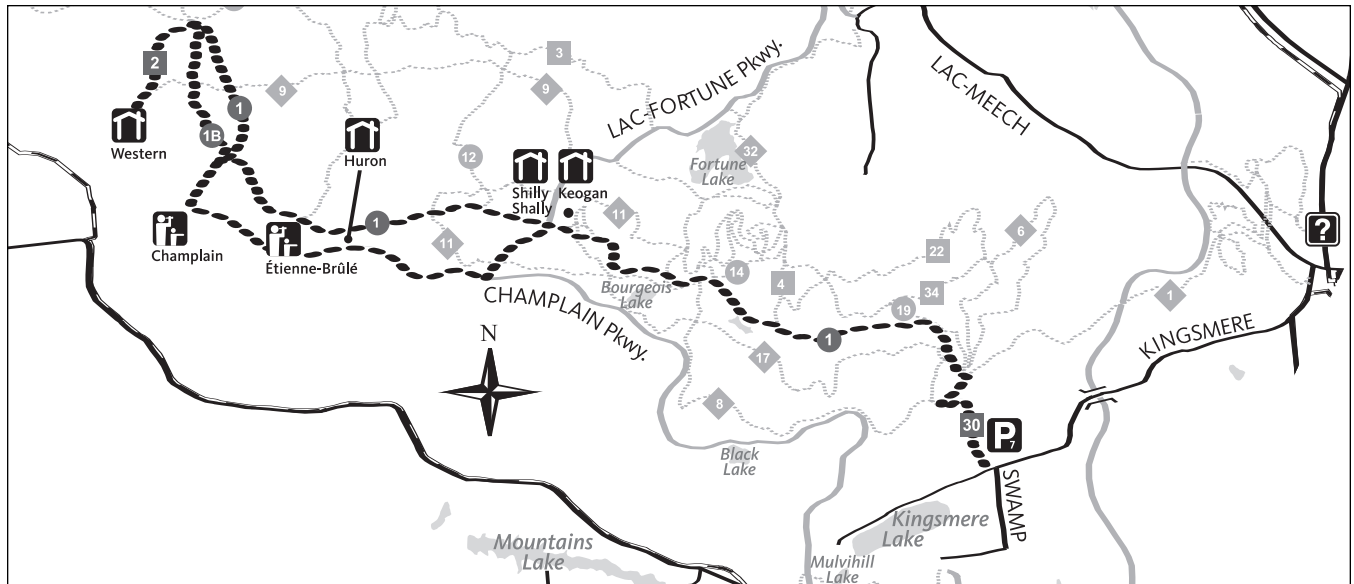 3
2
9
9
1
1B
Western
Huron
LAC-FORTUNE Pkwy.
LAC-MEECH
12
32
Fortune
Lake
Shilly
Shally
Keogan
11
1
11
Champlain
Étienne-Brûlé
22
6
?
14
4
34
19
1
Bourgeois
Lake
CHAMPLAIN Pkwy.
N
17
1
KINGSMERE
8
30
P
7
Black
Lake
SWAMP
Kingsmere
Lake
Mountains
Lake
Mulvihill
Lake